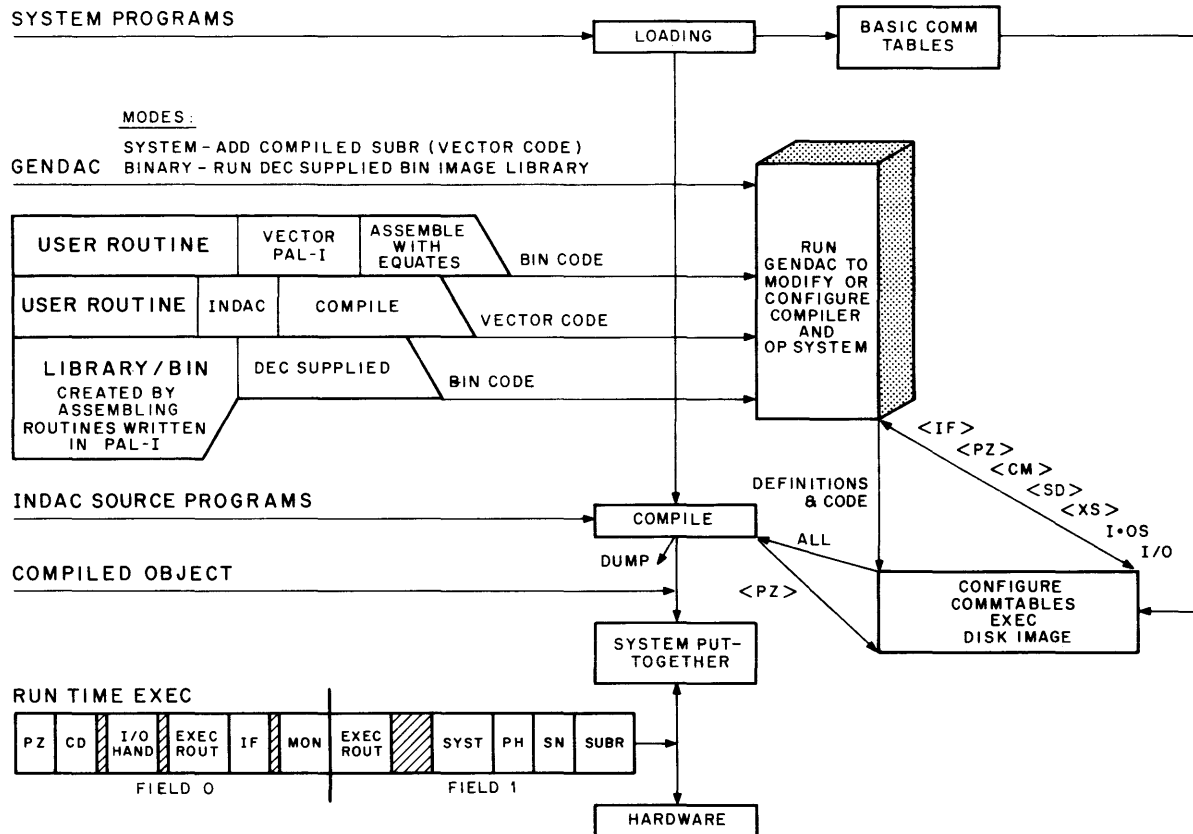 SYSTEM PROGRAMS
LOADING
BASIC COMM
TABLES
MODES:
SYSTEM - ADD COMPILED SUBR (VECTOR CODE)
GENDAC BINARY - RUN DEC SUPPLIED BIN IMAGE LIBRARY
USER ROUTINE
VECTOR
PAL-I
ASSEMBLE
WITH
EQUATES
BIN CODE
USER ROUTINE
INDAC
COMPILE
VECTOR CODE
LIBRARY/BIN
CREATED BY
ASSEMBLING
ROUTINES WRITTEN
IN PAL-I
DEC SUPPLIED
BIN CODE
RUN
GENDAC TO
MODIFY OR
CONFIGURE
COMPILER
AND
OP SYSTEM
<IF>
<PZ>
<CM>
<SD>
<XS>
I•OS
I/O
DEFINITIONS
& CODE
INDAC SOURCE PROGRAMS
COMPILE
ALL
DUMP
<PZ>
COMPILED OBJECT
CONFIGURE
COMMTABLES
EXEC
DISK IMAGE
SYSTEM PUT-
TOGETHER
RUN TIME EXEC
PZ
CD
I/O
HAND
EXEC
ROUT
IF
MON
EXEC
ROUT
SYST
PH
SN
SUBR
FIELD 0
FIELD 1
HARDWARE